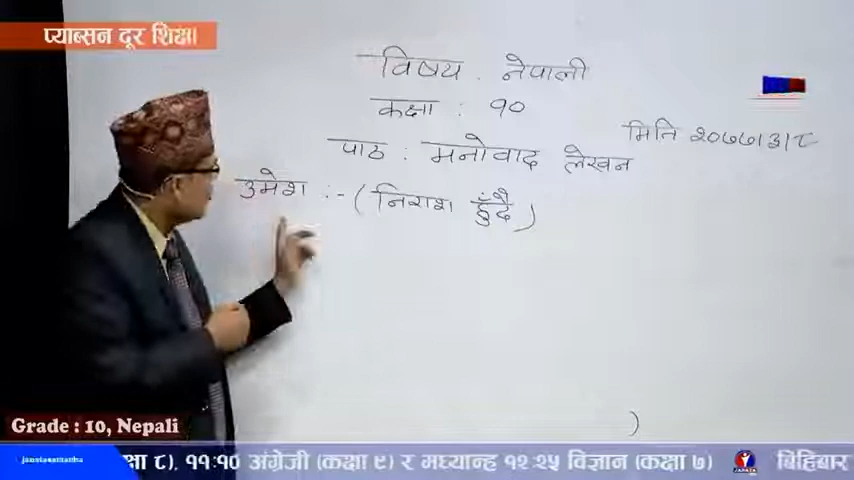 प्याब्सन दूर शिक्षा
विषय . नेपाली
कक्षा : १०
मिति २०७७।३।८
पाठ : मनोवाद लेखन
उमेश :- ( निराश हुँदै )
)
Grade : 10, Nepali
क्षा ८), ११:१० अंग्रेजी (कक्षा ९) र मध्यान्ह १२:२५ विज्ञान (कक्षा ७)
बिहिबार